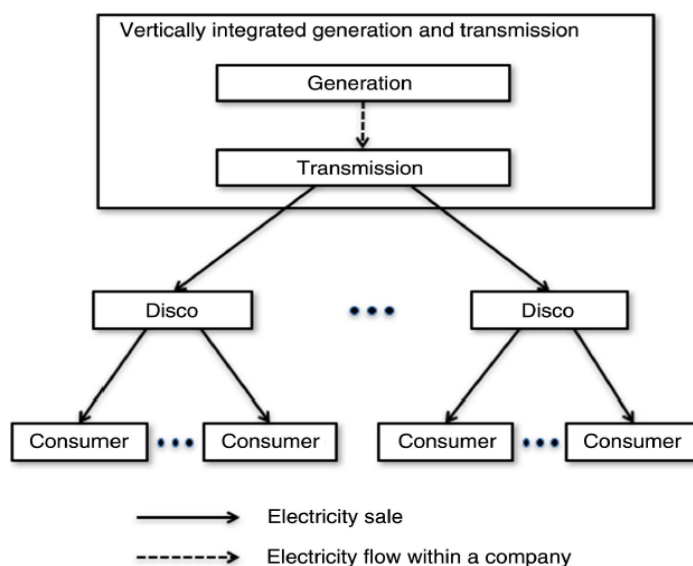 Vertically integrated generation and transmission
Generation
Transmission
Disco
Disco
Consumer
Consumer
Consumer
Consumer
Electricity sale
Electricity flow within a company